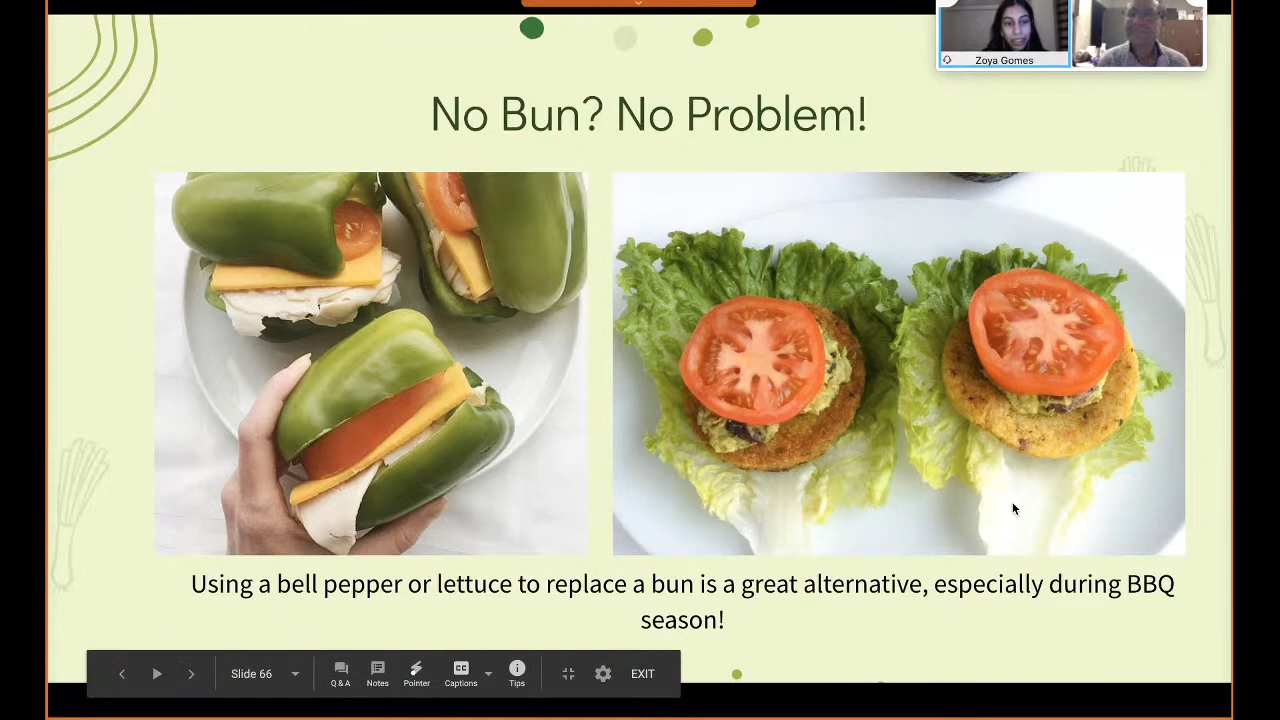 Zoya Gomes
No Bun? No Problem!
Using a bell pepper or lettuce to replace a bun is a great alternative, especially during BBQ
season!
Slide 66
Q & A
Notes
Pointer
CC
Captions
Tips
EXIT